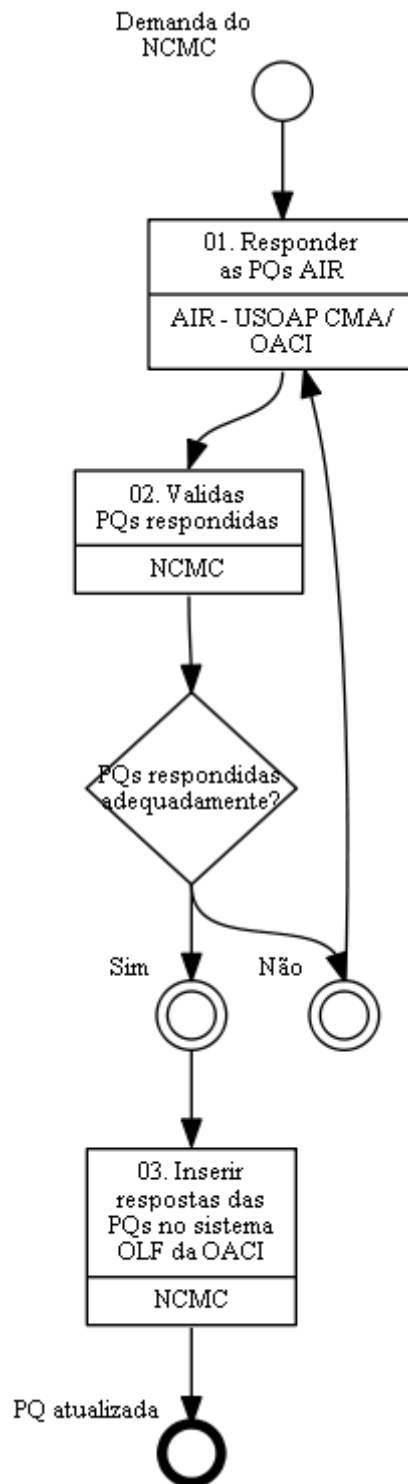 Demanda do
NCMC
01. Responder
as PQs AIR
AIR - USOAP CMA/
OACI
02. Validas
PQs respondidas
NCMC
PQs respondidas
adequadamente?
Sim
Não
03. Inserir
respostas das
PQs no sistema
OLF da OACI
NCMC
PQ atualizada